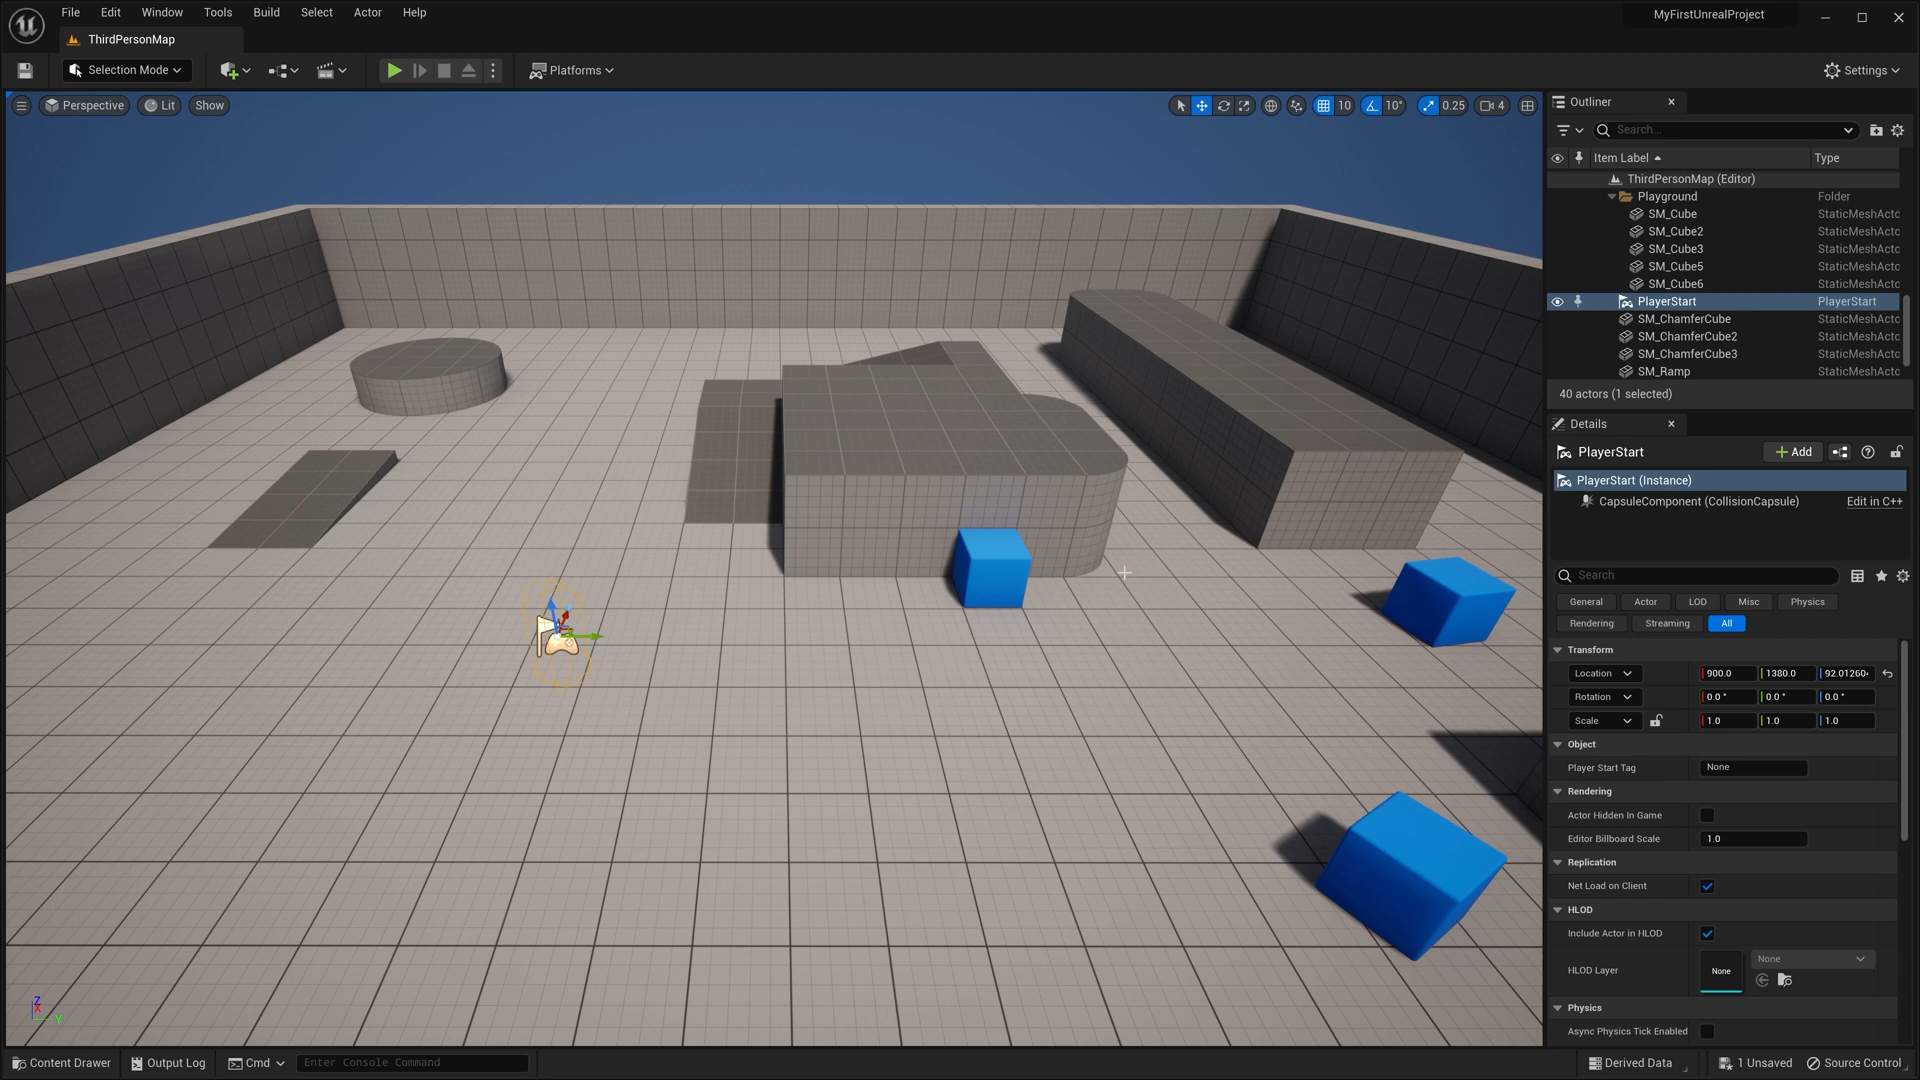 File Edit Window Tools Build Select Actor Help
MyFirstUnrealProject
ThirdPersonMap
Selection Mode
Platforms
Settings
Perspective Lit Show
10 10° 0.25 4
Outliner
Search...
Item Label Type
ThirdPersonMap (Editor)
Playground Folder
SM_Cube StaticMeshActo
SM_Cube2 StaticMeshActo
SM_Cube3 StaticMeshActo
SM_Cube5 StaticMeshActo
SM_Cube6 StaticMeshActo
PlayerStart PlayerStart
SM_ChamferCube StaticMeshActo
SM_ChamferCube2 StaticMeshActo
SM_ChamferCube3 StaticMeshActo
SM_Ramp StaticMeshActo
40 actors (1 selected)
Details
PlayerStart
+ Add
PlayerStart (Instance)
CapsuleComponent (CollisionCapsule) Edit in C++
Search
General Actor LOD Misc Physics
Rendering Streaming All
Transform
Location 900.0 1380.0 92.01260
Rotation 0.0 ° 0.0 ° 0.0 °
Scale 1.0 1.0 1.0
Object
Player Start Tag None
Rendering
Actor Hidden In Game
Editor Billboard Scale 1.0
Replication
Net Load on Client
HLOD
Include Actor in HLOD
HLOD Layer None None
Physics
Async Physics Tick Enabled
Z
X
Y
Content Drawer Output Log Cmd Enter Console Command
Derived Data 1 Unsaved Source Control